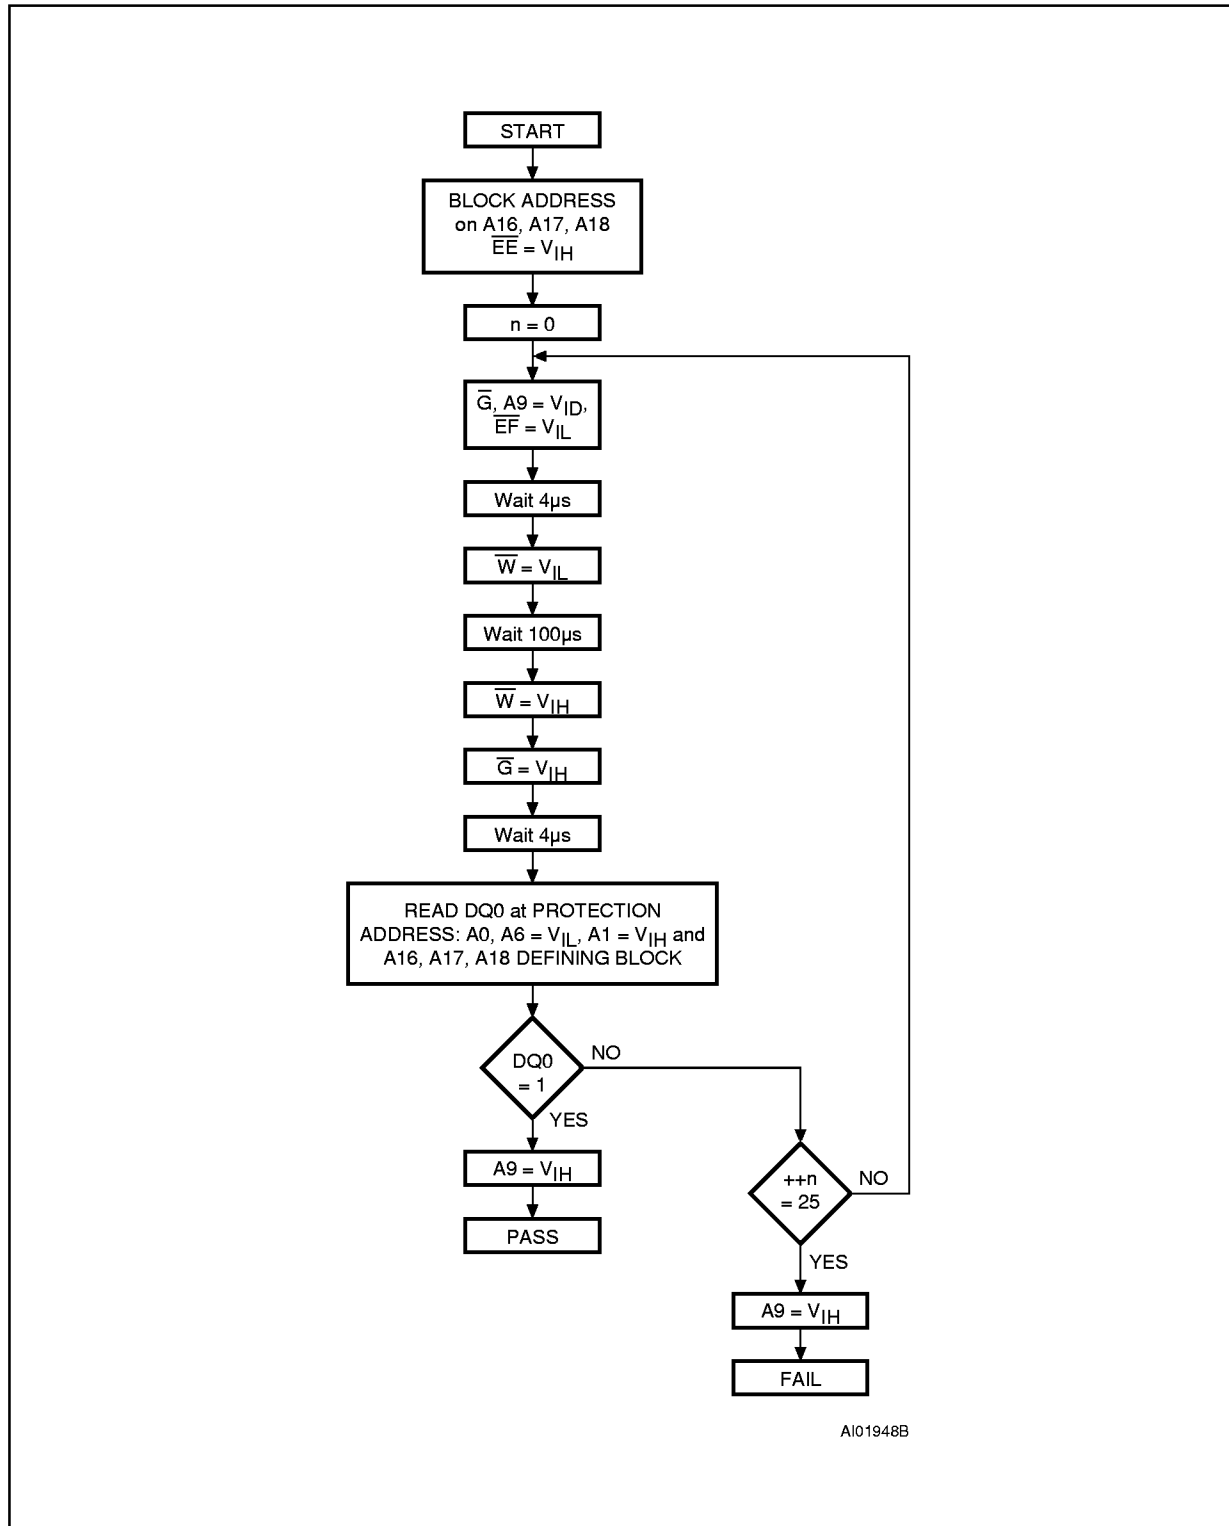 START
BLOCK ADDRESS
on A16, A17, A18
E̅E̅ = VIH
n = 0
G̅, A9 = VID,
E̅F̅ = VIL
Wait 4µs
W̅ = VIL
Wait 100µs
W̅ = VIH
G̅ = VIH
Wait 4µs
READ DQ0 at PROTECTION
ADDRESS: A0, A6 = VIL, A1 = VIH and
A16, A17, A18 DEFINING BLOCK
DQ0
= 1
NO
YES
A9 = VIH
PASS
++n
= 25
NO
YES
A9 = VIH
FAIL
AI01948B